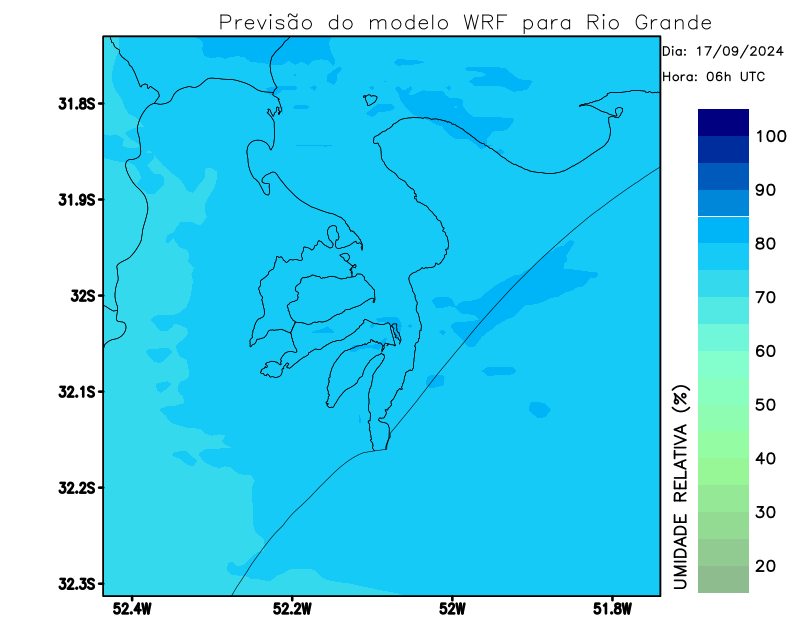 Previsão do modelo WRF para Rio Grande
Dia: 17/09/2024
Hora: 06h UTC
31.8S
31.9S
32S
32.1S
32.2S
32.3S
52.4W
52.2W
52W
51.8W
UMIDADE RELATIVA (%)
100
90
80
70
60
50
40
30
20